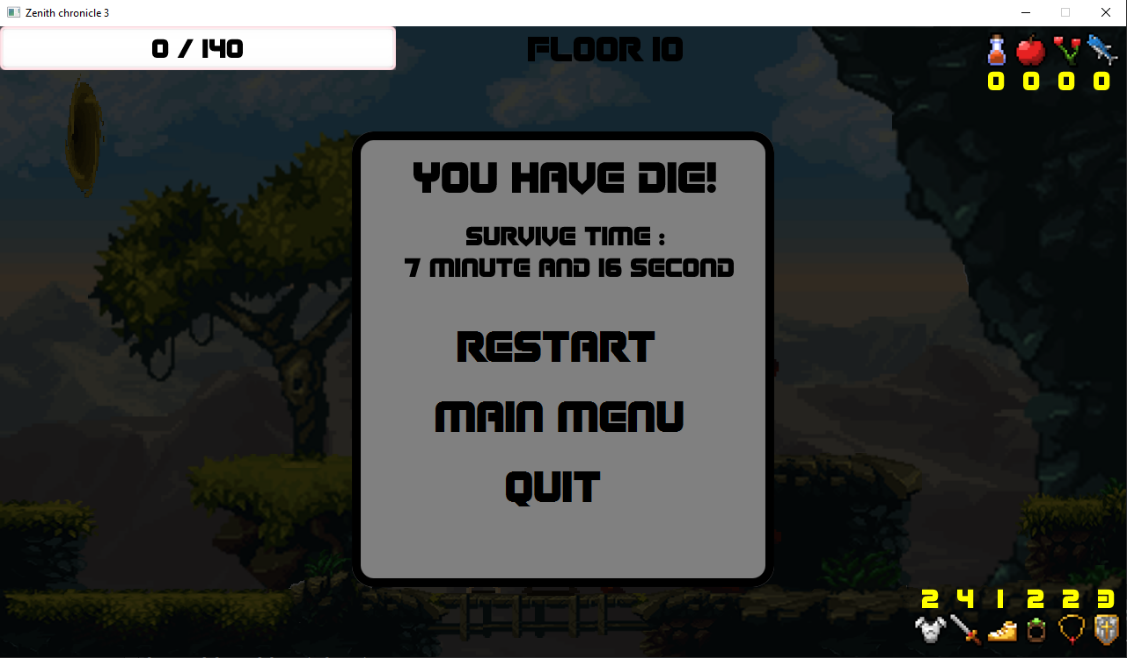 Zenith chronicle 3
0 / 140
FLOOR 10
0 0 0 0
YOU HAVE DIE!
SURVIVE TIME :
7 MINUTE AND 16 SECOND
RESTART
MAIN MENU
QUIT
2 4 1 2 2 3